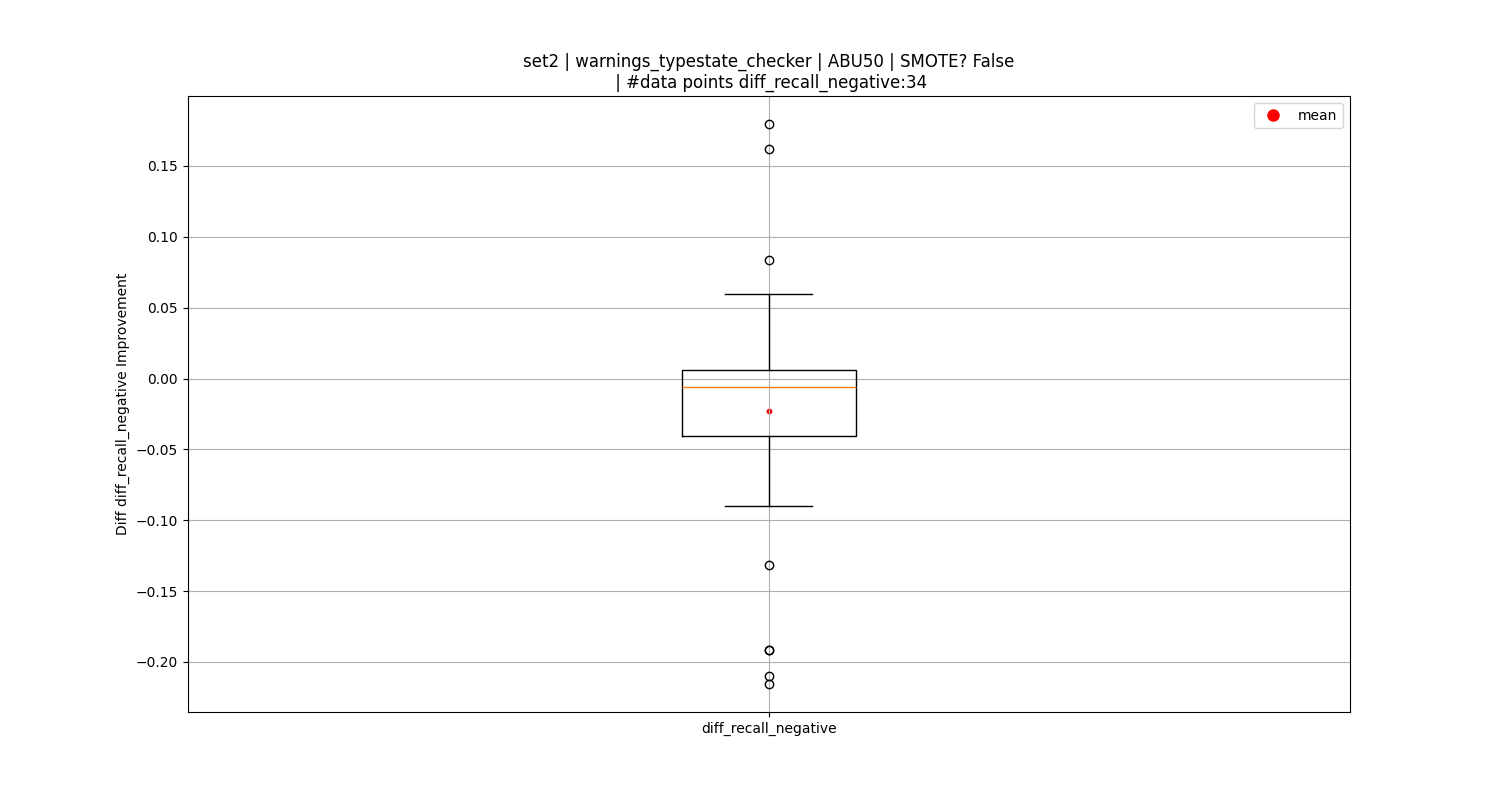 set2 | warnings_typestate_checker | ABU50 | SMOTE? False
| #data points diff_recall_negative:34
mean
Diff diff_recall_negative Improvement
0.15
0.10
0.05
0.00
−0.05
−0.10
−0.15
−0.20
diff_recall_negative